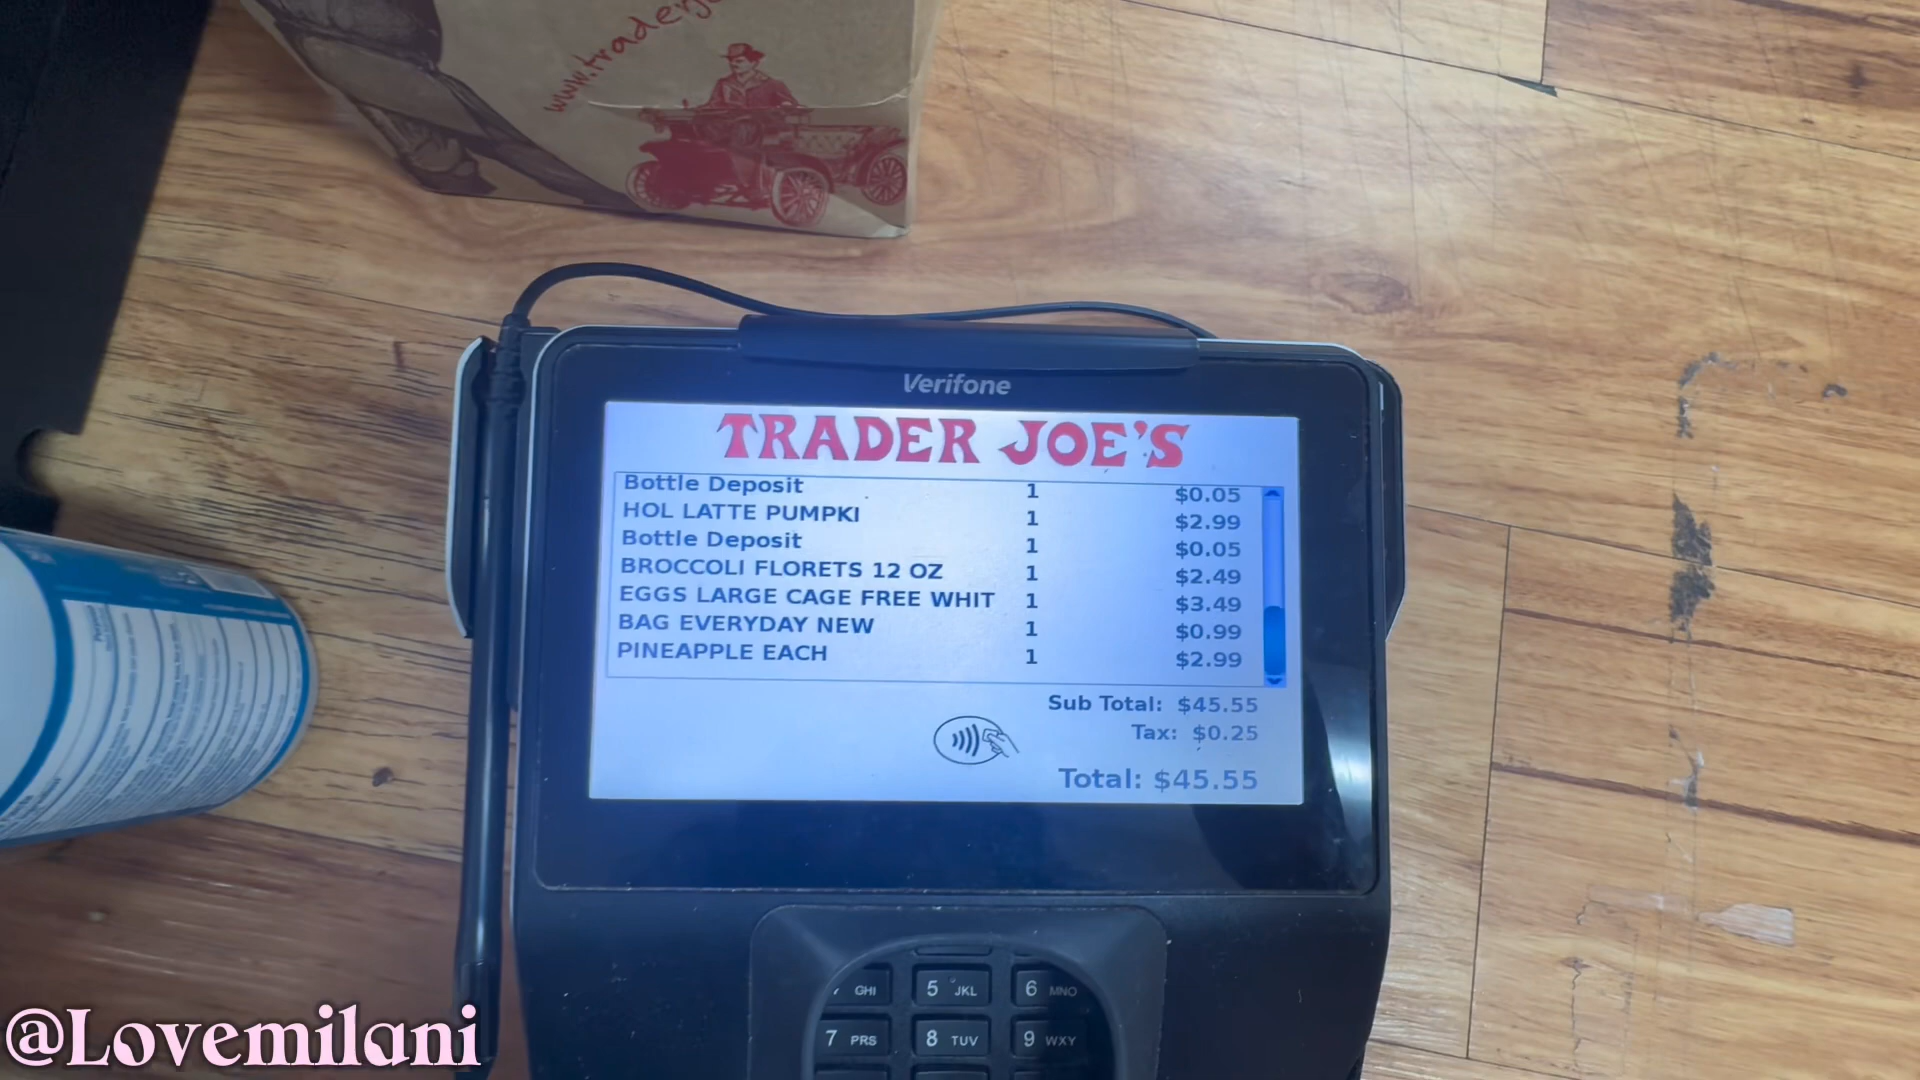 www.traderj
Verifone
TRADER JOE'S
Bottle Deposit 1 $0.05
HOL LATTE PUMPKI 1 $2.99
Bottle Deposit 1 $0.05
BROCCOLI FLORETS 12 OZ 1 $2.49
EGGS LARGE CAGE FREE WHIT 1 $3.49
BAG EVERYDAY NEW 1 $0.99
PINEAPPLE EACH 1 $2.99
Sub Total: $45.55
Tax: $0.25
Total: $45.55
GHI 5 JKL 6 MNO
7 PRS 8 TUV 9 WXY
@Lovemilani